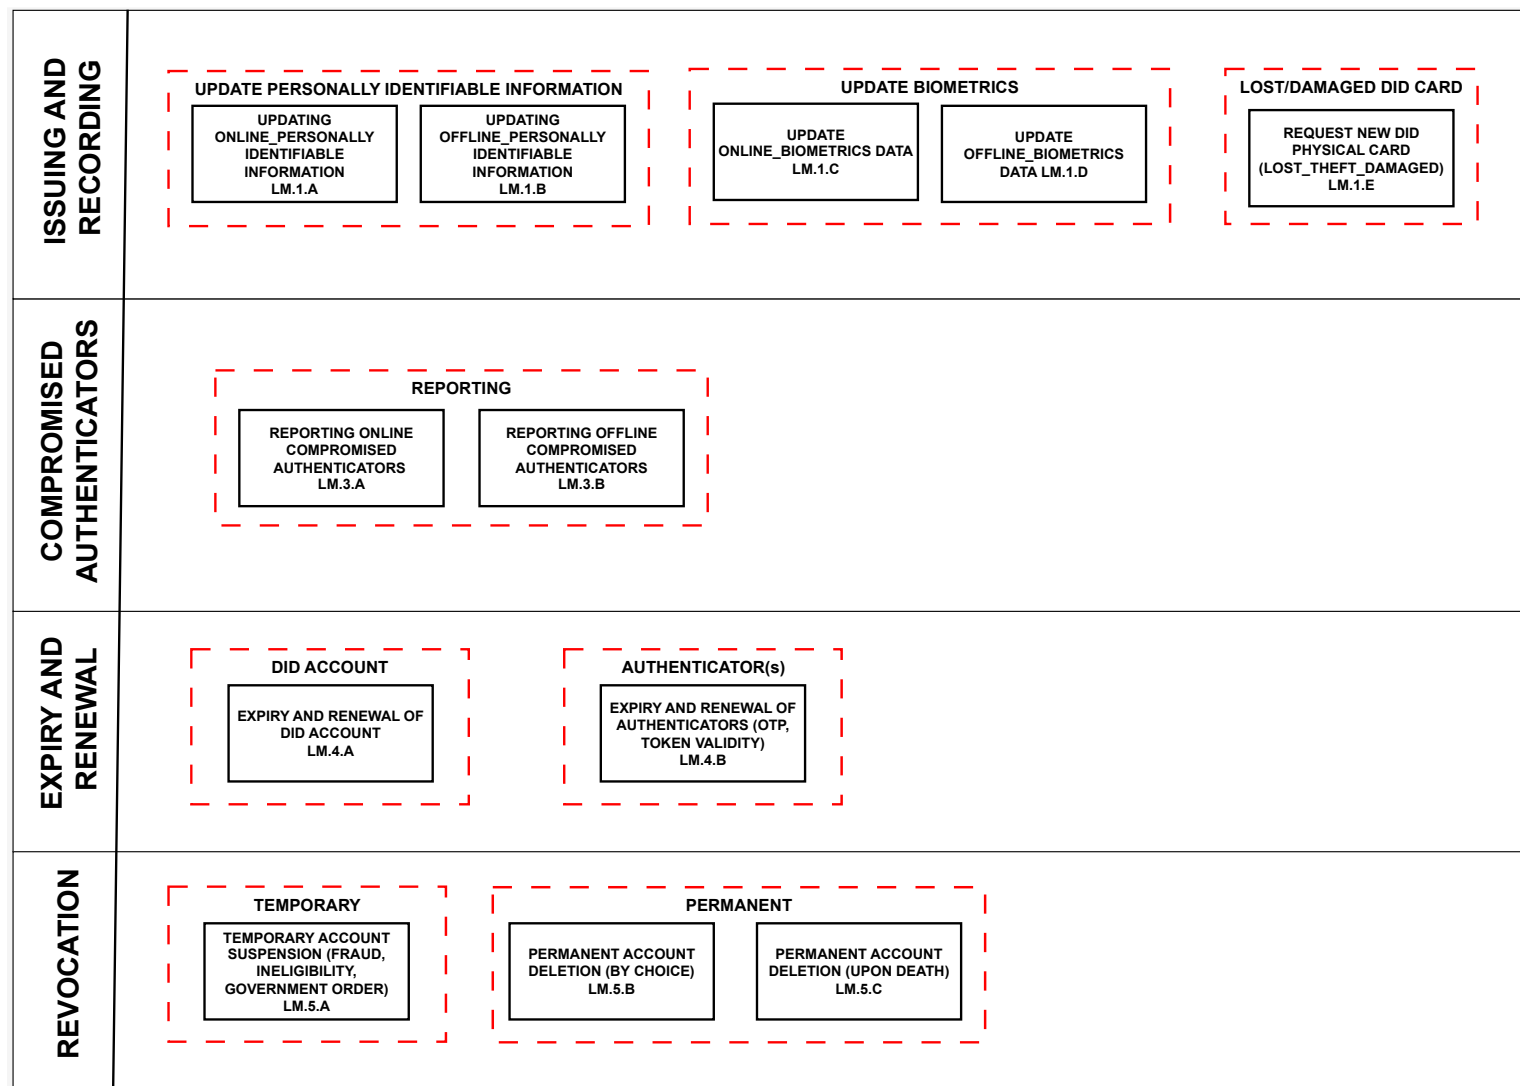 ISSUING AND
RECORDING
UPDATE PERSONALLY IDENTIFIABLE INFORMATION
UPDATING
ONLINE_PERSONALLY
IDENTIFIABLE
INFORMATION
LM.1.A
UPDATING
OFFLINE_PERSONALLY
IDENTIFIABLE
INFORMATION
LM.1.B
UPDATE BIOMETRICS
UPDATE
ONLINE_BIOMETRICS DATA
LM.1.C
UPDATE
OFFLINE_BIOMETRICS
DATA LM.1.D
LOST/DAMAGED DID CARD
REQUEST NEW DID
PHYSICAL CARD
(LOST_THEFT_DAMAGED)
LM.1.E
COMPROMISED
AUTHENTICATORS
REPORTING
REPORTING ONLINE
COMPROMISED
AUTHENTICATORS
LM.3.A
REPORTING OFFLINE
COMPROMISED
AUTHENTICATORS
LM.3.B
EXPIRY AND
RENEWAL
DID ACCOUNT
EXPIRY AND RENEWAL OF
DID ACCOUNT
LM.4.A
AUTHENTICATOR(s)
EXPIRY AND RENEWAL OF
AUTHENTICATORS (OTP,
TOKEN VALIDITY)
LM.4.B
REVOCATION
TEMPORARY
TEMPORARY ACCOUNT
SUSPENSION (FRAUD,
INELIGIBILITY,
GOVERNMENT ORDER)
LM.5.A
PERMANENT
PERMANENT ACCOUNT
DELETION (BY CHOICE)
LM.5.B
PERMANENT ACCOUNT
DELETION (UPON DEATH)
LM.5.C